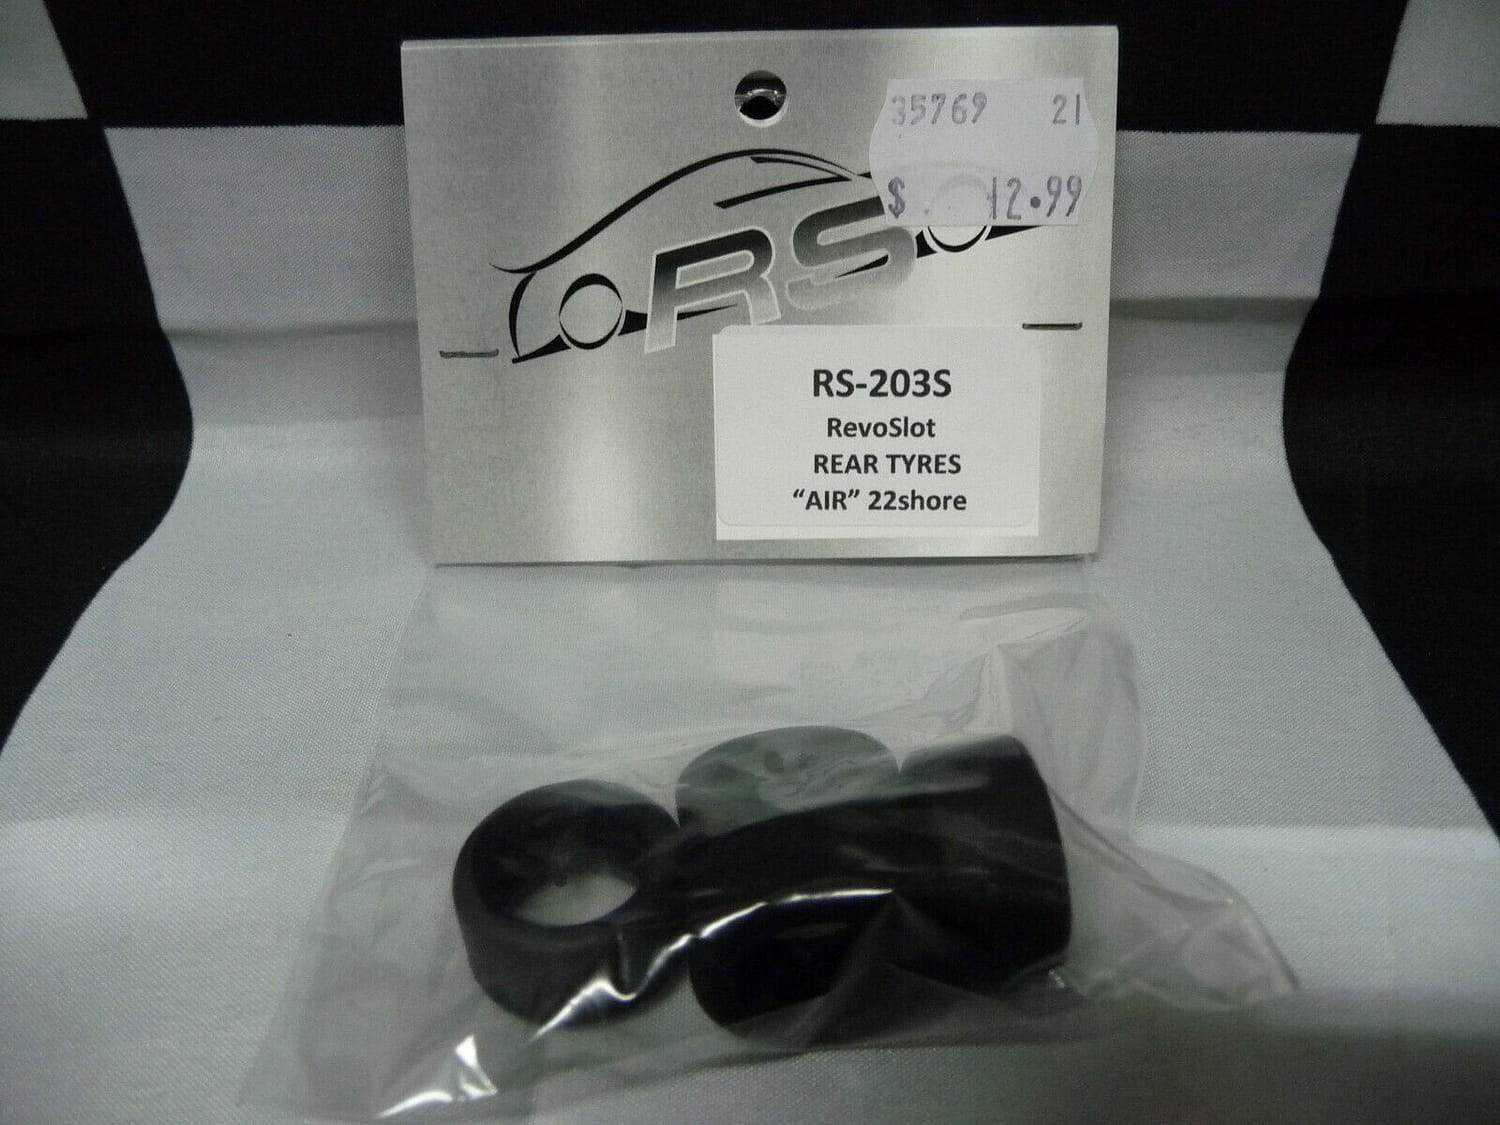 35769 21
$ 12.99
RS
RS-203S
RevoSlot
REAR TYRES
“AIR” 22shore